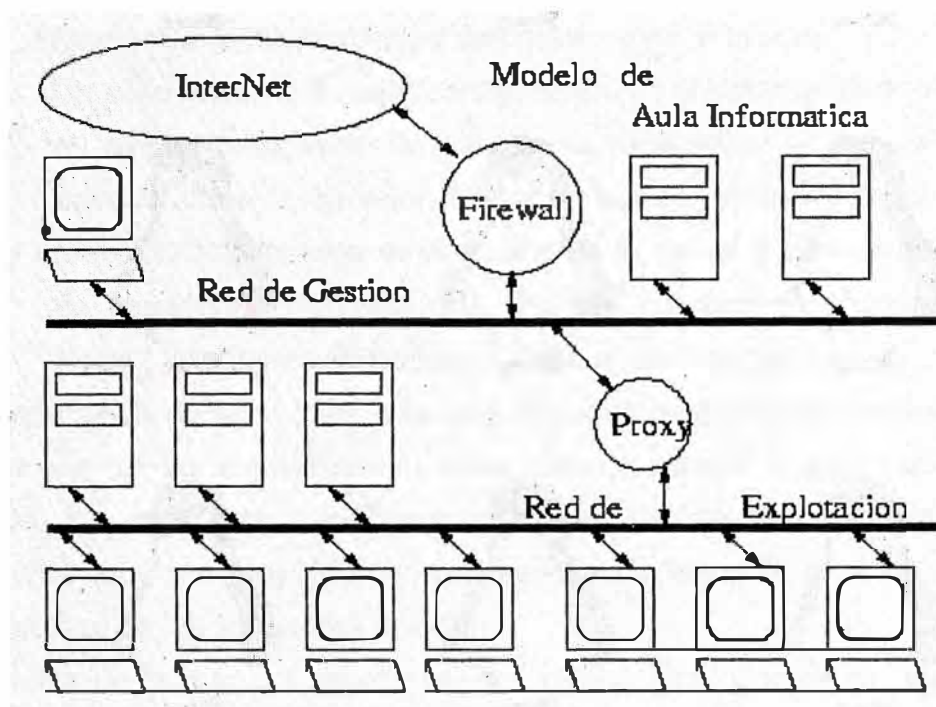 InterNet
Modelo de
Aula Informatica
Firewall
Red de Gestion
Proxy
Red de Explotacion